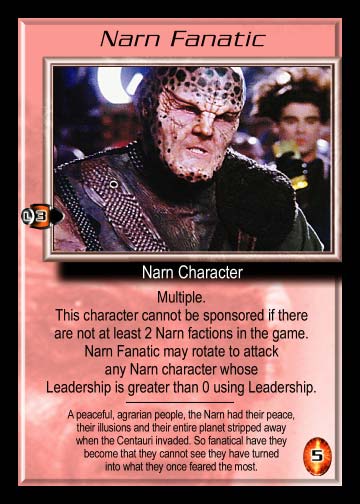 Narn Fanatic
L 3
Narn Character
Multiple.
This character cannot be sponsored if there
are not at least 2 Narn factions in the game.
Narn Fanatic may rotate to attack
any Narn character whose
Leadership is greater than 0 using Leadership.
A peaceful, agrarian people, the Narn had their peace,
their illusions and their entire planet stripped away
when the Centauri invaded. So fanatical have they
become that they cannot see they have turned
into what they once feared the most.
5